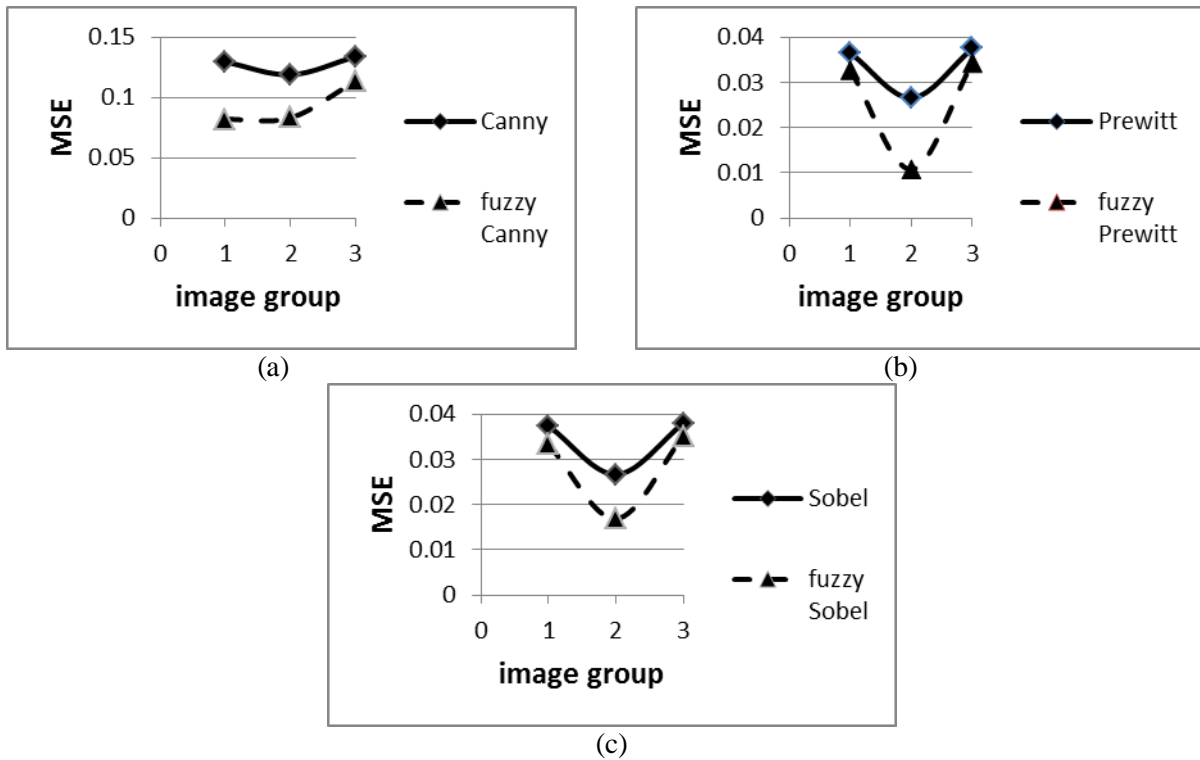 0.15
0.1
0.05
0
MSE
0 1 2 3
image group
Canny
fuzzy
Canny
(a)
0.04
0.03
0.02
0.01
0
MSE
0 1 2 3
image group
Prewitt
fuzzy
Prewitt
(b)
0.04
0.03
0.02
0.01
0
MSE
0 1 2 3
image group
Sobel
fuzzy
Sobel
(c)